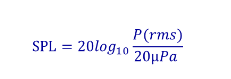 SPL = 20log₁₀ P(rms) / 20μPa